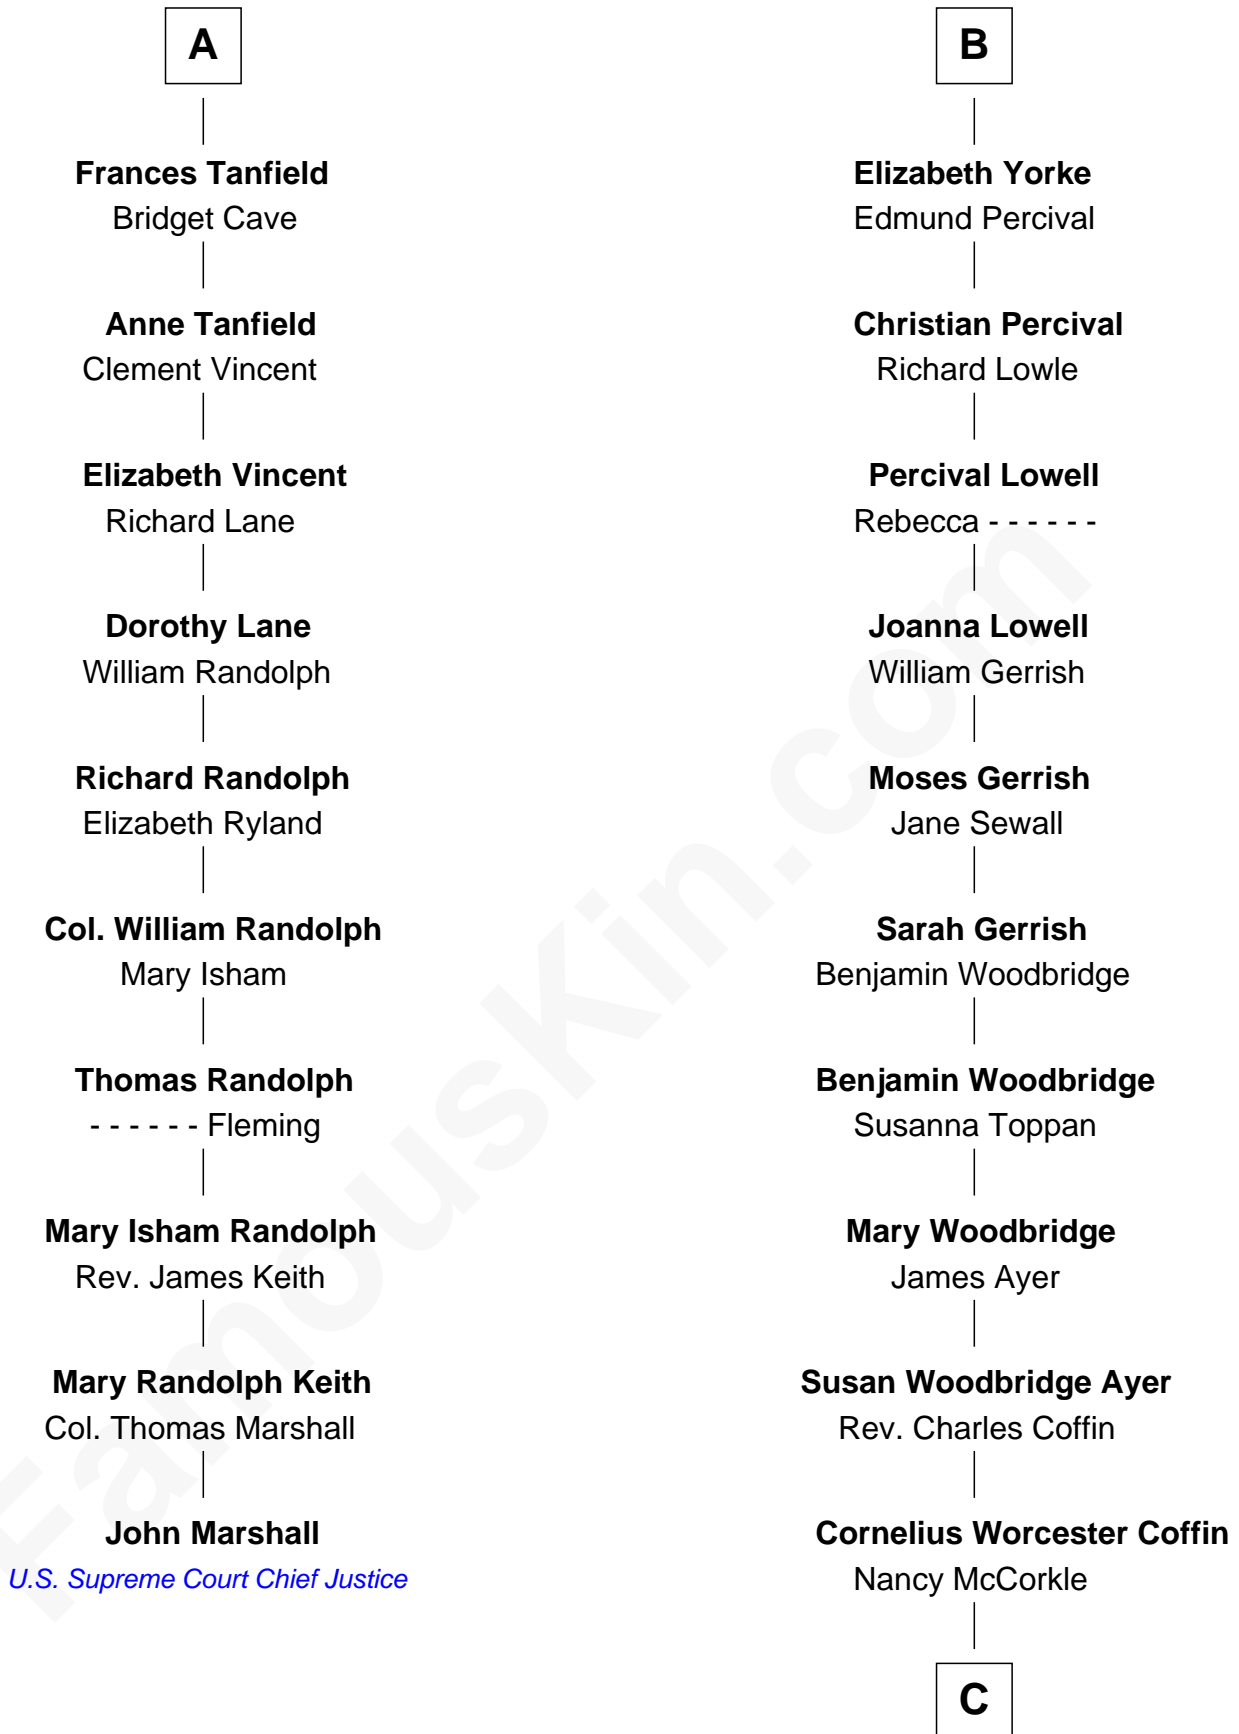 A
Frances Tanfield
Bridget Cave
Anne Tanfield
Clement Vincent
Elizabeth Vincent
Richard Lane
Dorothy Lane
William Randolph
Richard Randolph
Elizabeth Ryland
Col. William Randolph
Mary Isham
Thomas Randolph
- - - - - - Fleming
Mary Isham Randolph
Rev. James Keith
Mary Randolph Keith
Col. Thomas Marshall
John Marshall
U.S. Supreme Court Chief Justice
B
Elizabeth Yorke
Edmund Percival
Christian Percival
Richard Lowle
Percival Lowell
Rebecca - - - - - -
Joanna Lowell
William Gerrish
Moses Gerrish
Jane Sewall
Sarah Gerrish
Benjamin Woodbridge
Benjamin Woodbridge
Susanna Toppan
Mary Woodbridge
James Ayer
Susan Woodbridge Ayer
Rev. Charles Coffin
Cornelius Worcester Coffin
Nancy McCorkle
C
FamousKin.com